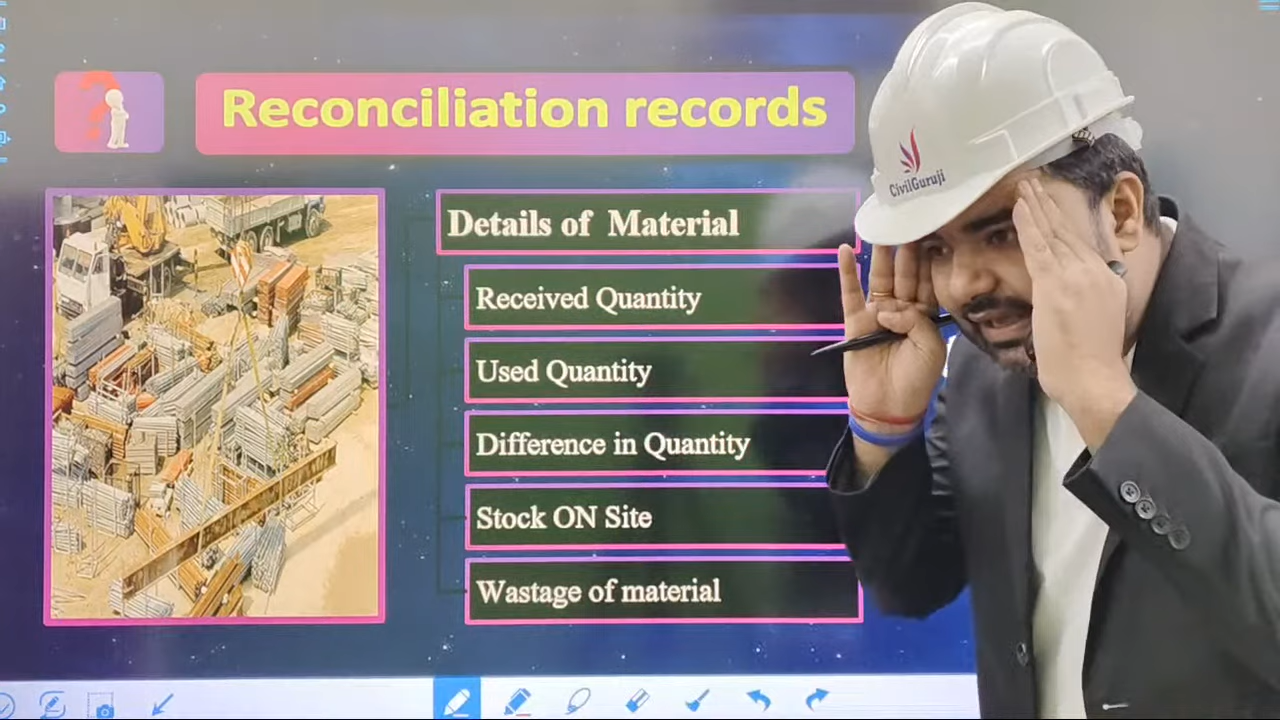 Reconciliation records
Details of Material
Received Quantity
Used Quantity
Difference in Quantity
Stock ON Site
Wastage of material
CivilGuruji